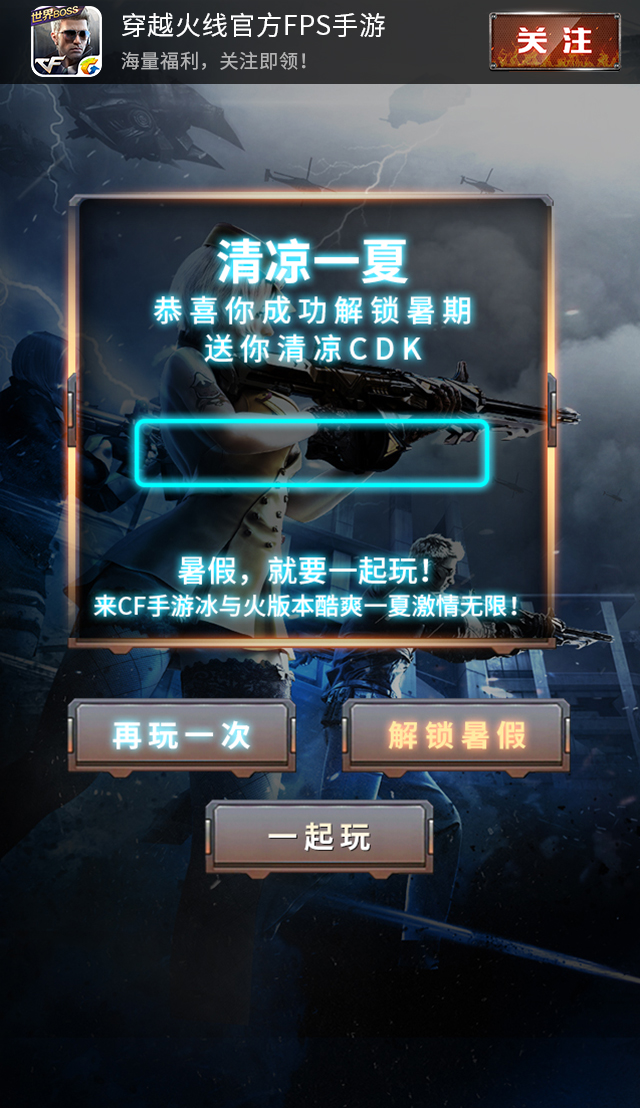 世界BOSS
CF
穿越火线官方FPS手游
海量福利，关注即领！
关注
清凉一夏
恭喜你成功解锁暑期
送你清凉CDK
暑假，就要一起玩！
来CF手游冰与火版本酷爽一夏激情无限！
再玩一次
解锁暑假
一起玩